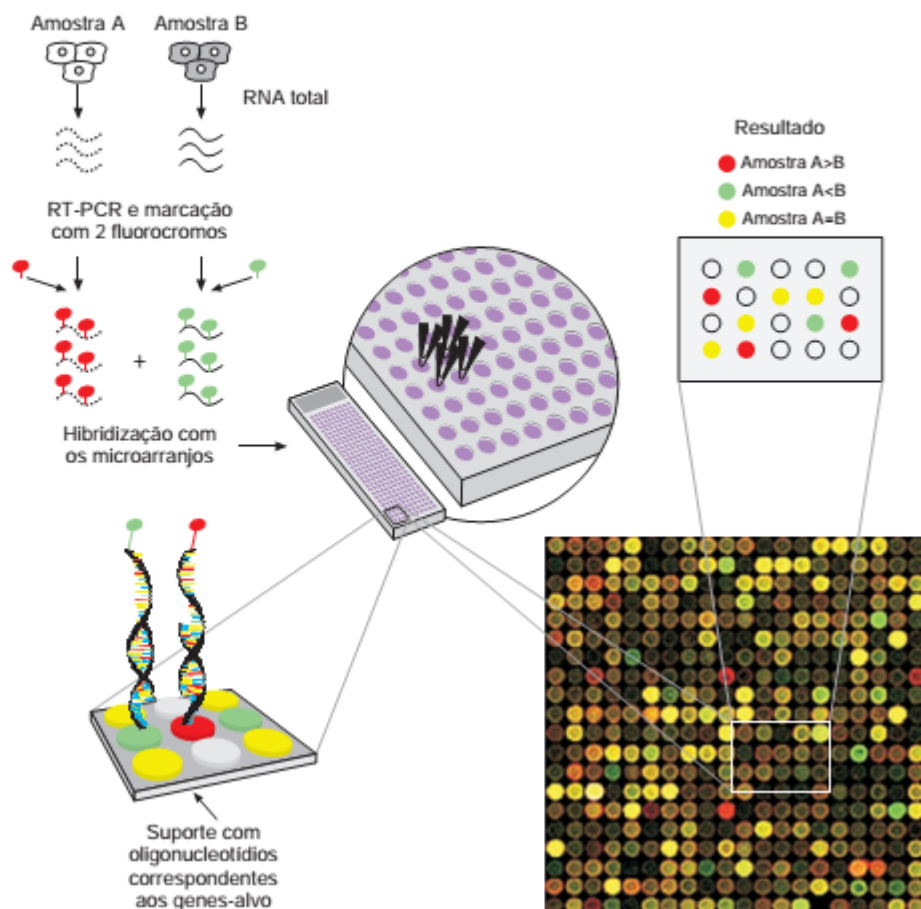 Amostra A
Amostra B
RNA total
RT-PCR e marcação
com 2 fluorocromos
+
Hibridização com
os microarranjos
Resultado
Amostra A>B
Amostra A<B
Amostra A=B
Suporte com
oligonucleotídios
correspondentes
aos genes-alvo